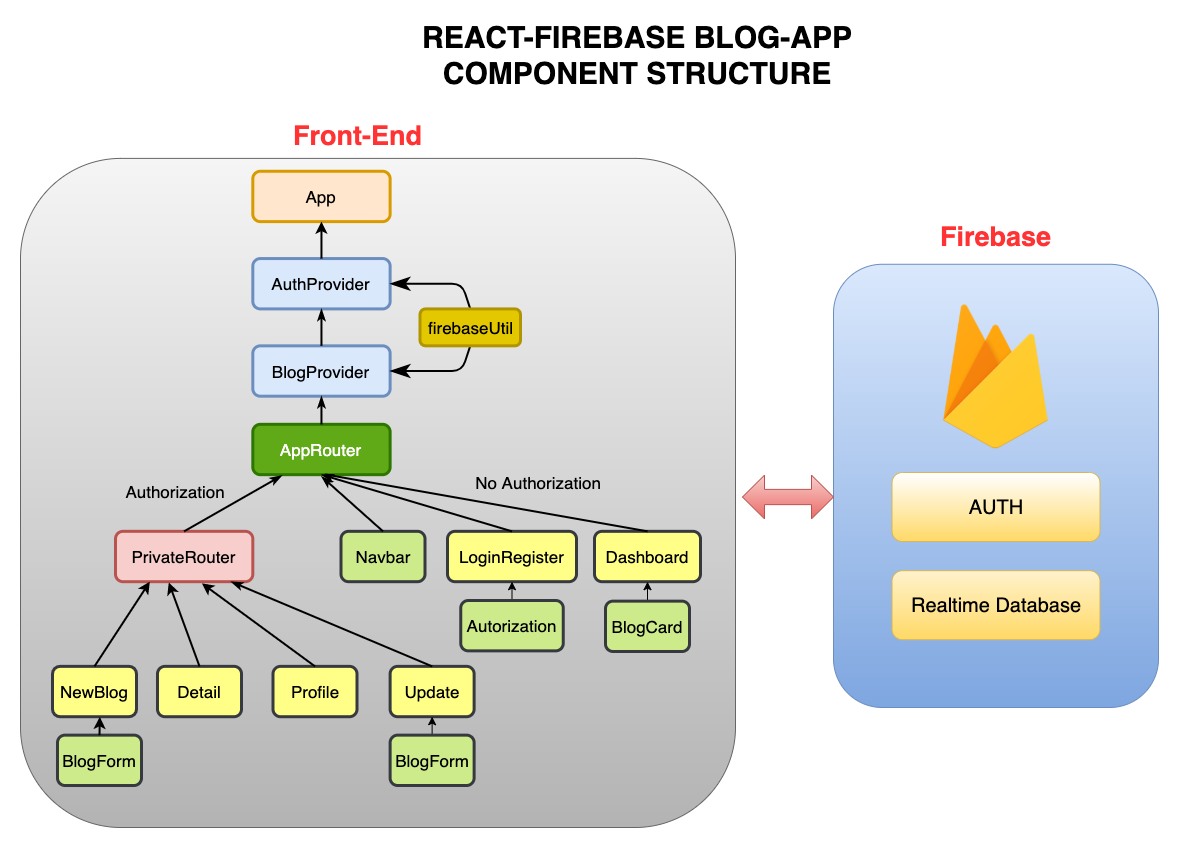 REACT-FIREBASE BLOG-APP
COMPONENT STRUCTURE
Front-End
App
AuthProvider
firebaseUtil
BlogProvider
AppRouter
Authorization
No Authorization
PrivateRouter
Navbar
LoginRegister
Dashboard
Autorization
BlogCard
NewBlog
Detail
Profile
Update
BlogForm
BlogForm
Firebase
AUTH
Realtime Database